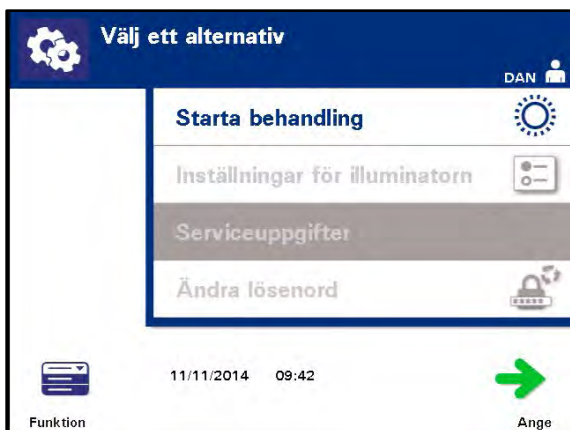 Välj ett alternativ
DAN
Starta behandling
Inställningar för illuminatorn
Serviceuppgifter
Ändra lösenord
11/11/2014 09:42
Funktion
Ange